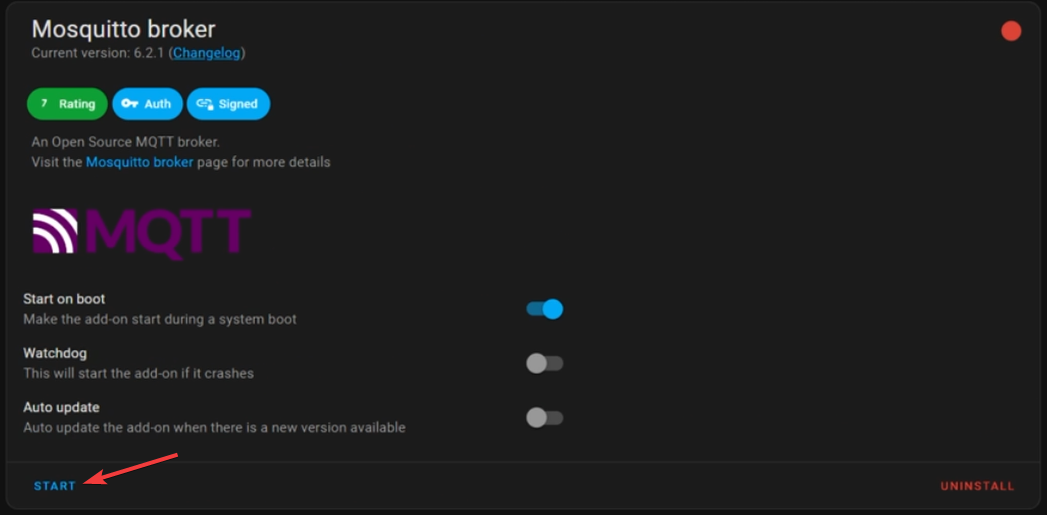 Mosquitto broker
Current version: 6.2.1 (Changelog)
7 Rating Auth Signed
An Open Source MQTT broker.
Visit the Mosquitto broker page for more details
MQTT
Start on boot
Make the add-on start during a system boot
Watchdog
This will start the add-on if it crashes
Auto update
Auto update the add-on when there is a new version available
START UNINSTALL